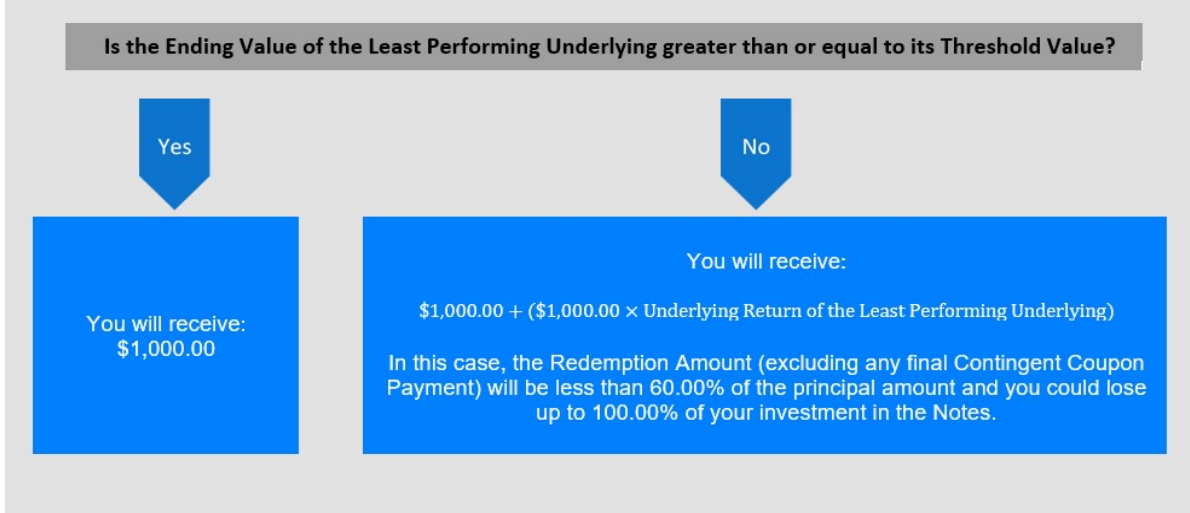 Is the Ending Value of the Least Performing Underlying greater than or equal to its Threshold Value?
Yes
No
You will receive:
$1,000.00
You will receive:
$1,000.00 + ($1,000.00 × Underlying Return of the Least Performing Underlying)
In this case, the Redemption Amount (excluding any final Contingent Coupon
Payment) will be less than 60.00% of the principal amount and you could lose
up to 100.00% of your investment in the Notes.